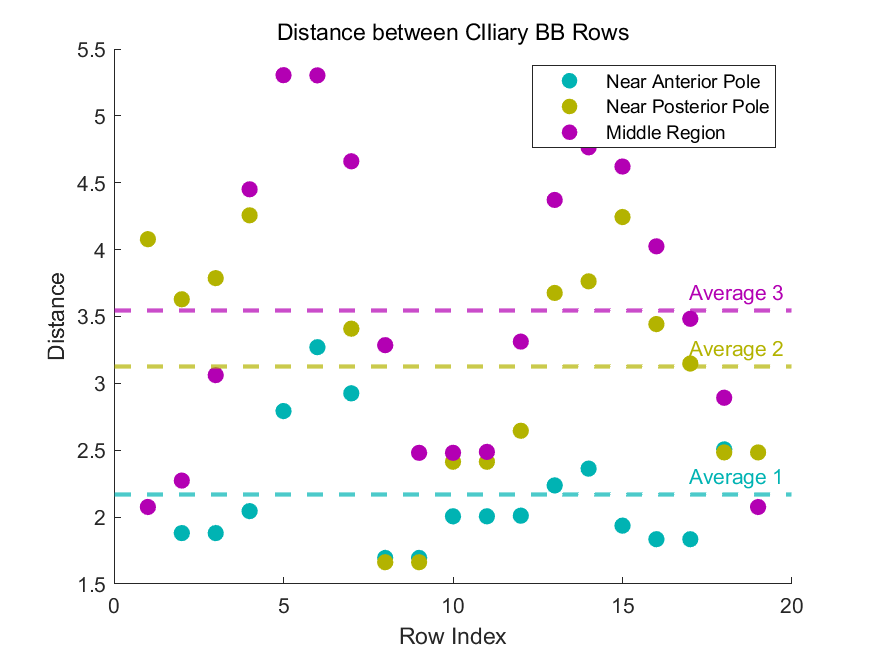 Distance between CIliary BB Rows
5.5
5
4.5
4
3.5
3
2.5
2
1.5
0
5
10
15
20
Distance
Row Index
Near Anterior Pole
Near Posterior Pole
Middle Region
Average 3
Average 2
Average 1